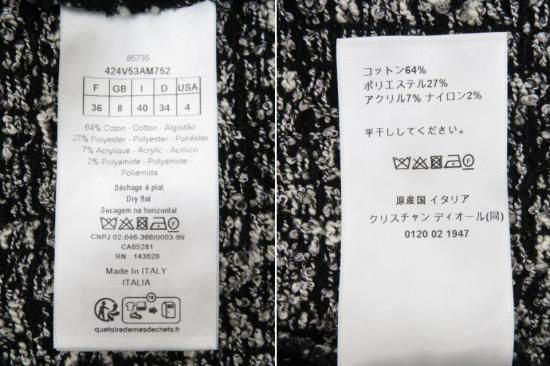 85735
424V53AM752
F GB I D USA
36 8 40 34 4
64% Coton - Cotton - Algodão
27% Polyester - Polyester - Poliéster
7% Acrylique - Acrylic - Acrílico
2% Polyamide - Polyamide -
Poliamida
Séchage à plat
Dry flat
Secagem na horizontal
CNPJ 02.046-366/0003-99
CA65281
RN : 143628
Made In ITALY
ITALIA
FR
quefairedemesdechets.fr
コットン64%
ポリエステル27%
アクリル7% ナイロン2%
平干ししてください。
原産国 イタリア
クリスチャン ディオール(同)
0120 02 1947